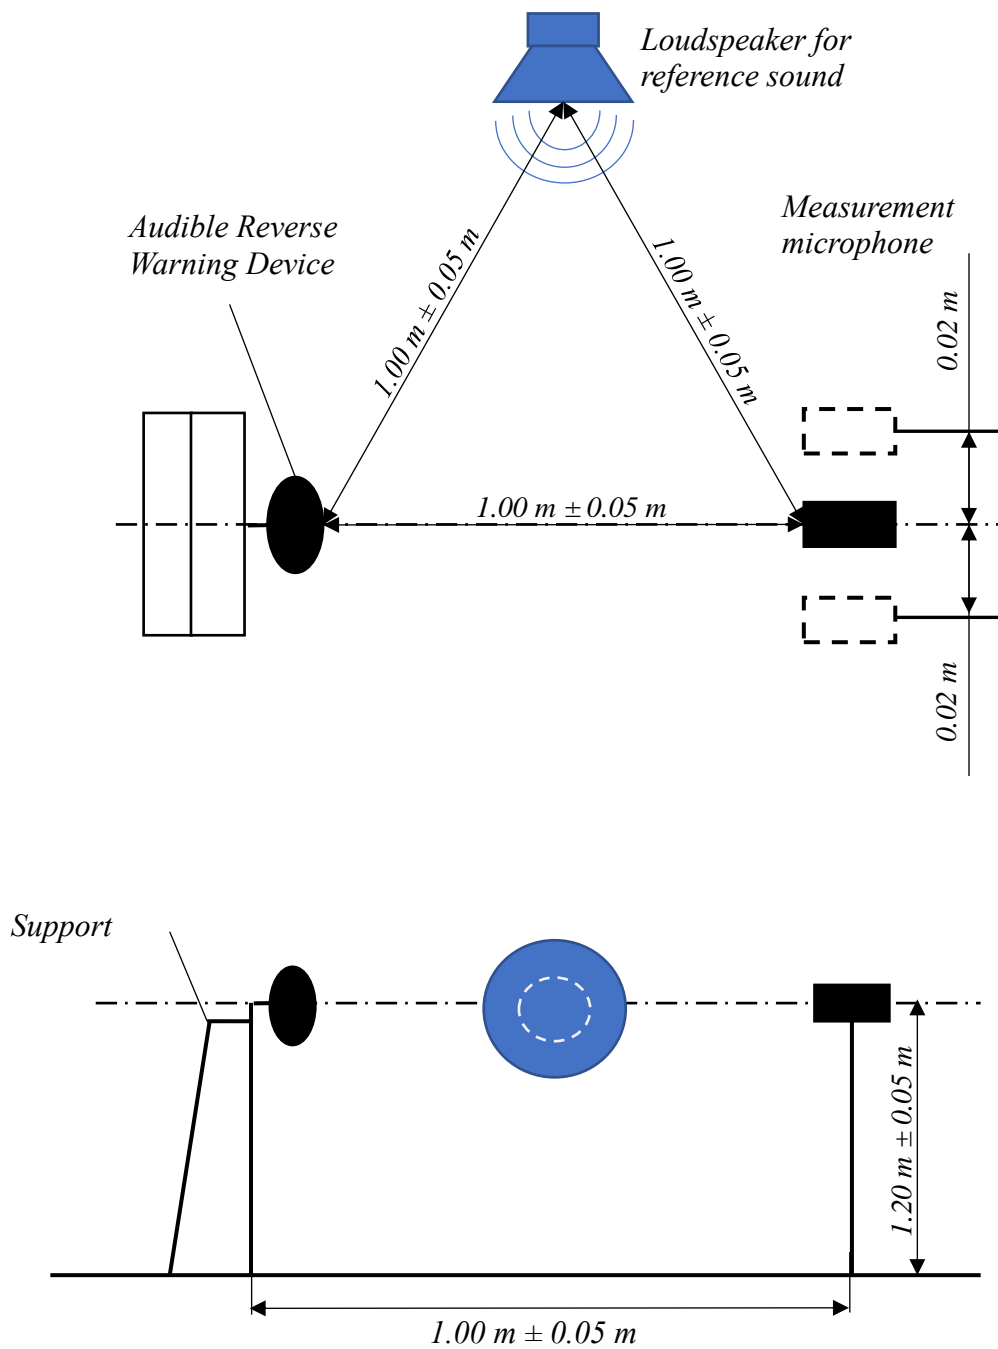 Loudspeaker for
reference sound
Audible Reverse
Warning Device
Measurement
microphone
1.00 m ± 0.05 m
1.00 m ± 0.05 m
0.02 m
1.00 m ± 0.05 m
0.02 m
Support
1.20 m ± 0.05 m
1.00 m ± 0.05 m